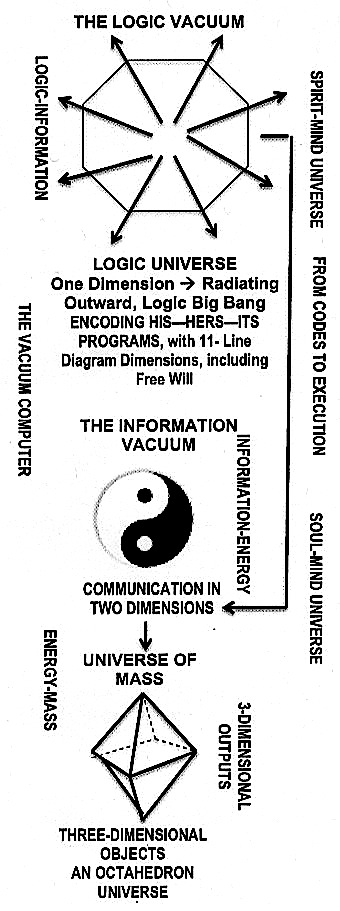 THE LOGIC VACUUM
LOGIC-INFORMATION
SPIRIT-MIND UNIVERSE
LOGIC UNIVERSE
One Dimension → Radiating
Outward, Logic Big Bang
ENCODING HIS—HERS—ITS
PROGRAMS, with 11- Line
Diagram Dimensions, including
Free Will
FROM CODES TO EXECUTION
THE VACUUM COMPUTER
THE INFORMATION
VACUUM
INFORMATION-ENERGY
COMMUNICATION IN
TWO DIMENSIONS
SOUL-MIND UNIVERSE
ENERGY-MASS
UNIVERSE OF
MASS
3-DIMENSIONAL
OUTPUTS
THREE-DIMENSIONAL
OBJECTS
AN OCTAHEDRON
UNIVERSE